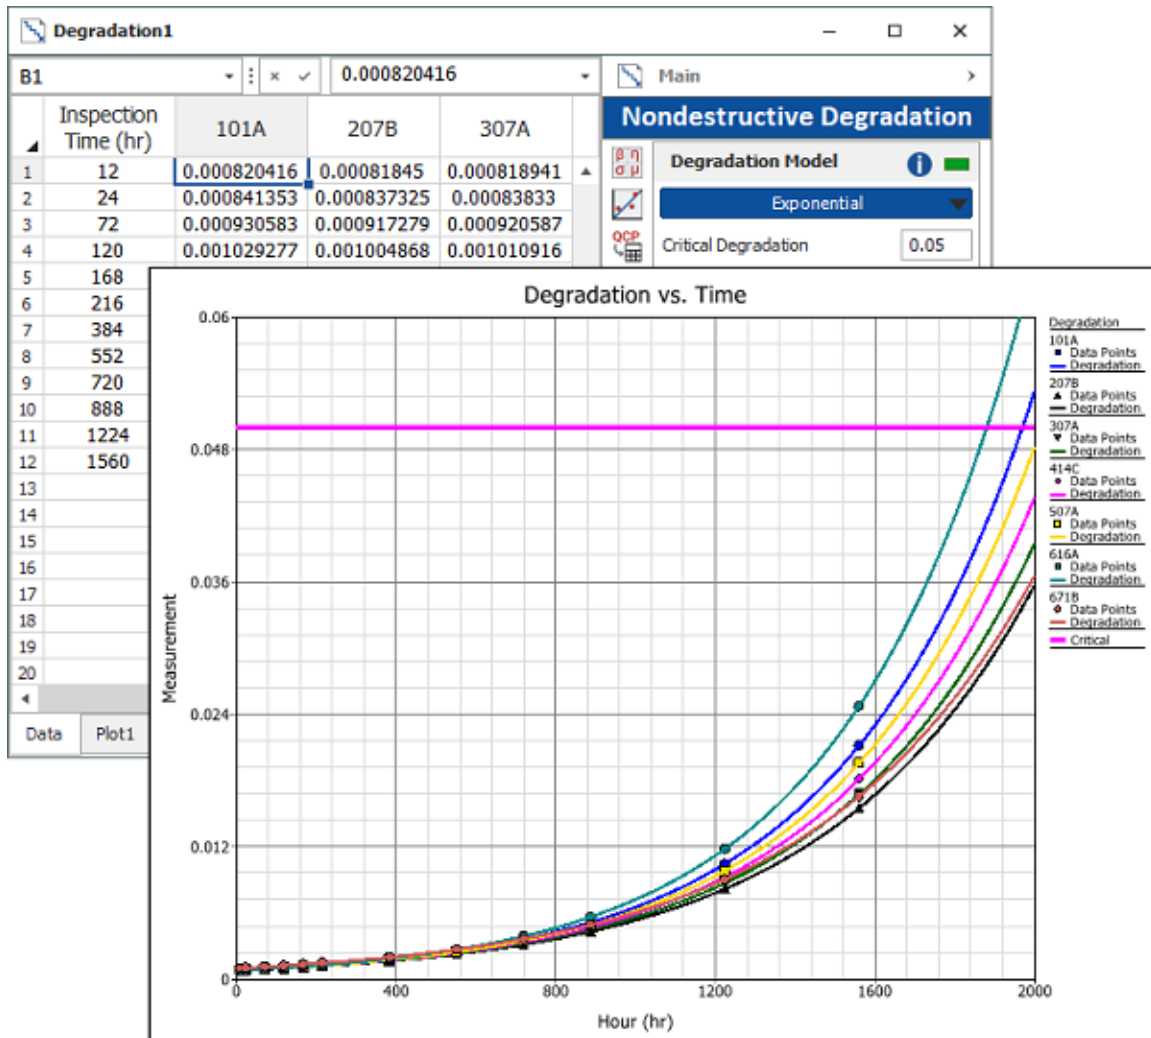 Degradation1
B1
0.000820416
Main
Inspection Time (hr) 101A 207B 307A
Nondestructive Degradation
1 12 0.000820416 0.00081845 0.000818941
β η
σ μ
Degradation Model
2 24 0.000841353 0.000837325 0.00083833
Exponential
3 72 0.000930583 0.000917279 0.000920587
4 120 0.001029277 0.001004868 0.001010916
QCP
Critical Degradation 0.05
5 168
6 216
7 384
8 552
9 720
10 888
11 1224
12 1560
13
14
15
16
17
18
19
20
Data Plot1
Degradation vs. Time
0.06
0.048
0.036
0.024
0.012
0
Measurement
0 400 800 1200 1600 2000
Hour (hr)
Degradation
101A
Data Points
Degradation
207B
Data Points
Degradation
307A
Data Points
Degradation
414C
Data Points
Degradation
507A
Data Points
Degradation
616A
Data Points
Degradation
671B
Data Points
Degradation
Critical